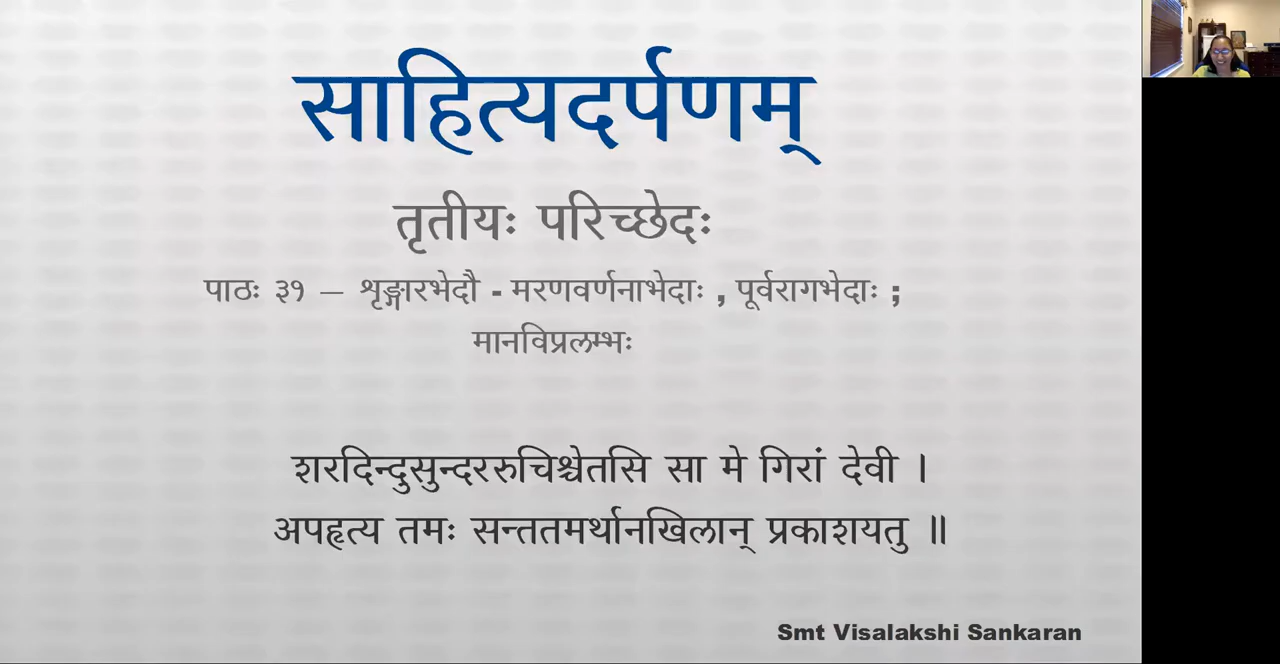 साहित्यदर्पणम्
तृतीयः परिच्छेदः
पाठः ३१ – शृङ्गारभेदौ - मरणवर्णनाभेदाः , पूर्वरागभेदाः ;
मानविप्रलम्भः
शरदिन्दुसुन्दररुचिश्चेतसि सा मे गिरां देवी ।
अपहृत्य तमः सन्ततमर्थानखिलान् प्रकाशयतु ॥
Smt Visalakshi Sankaran